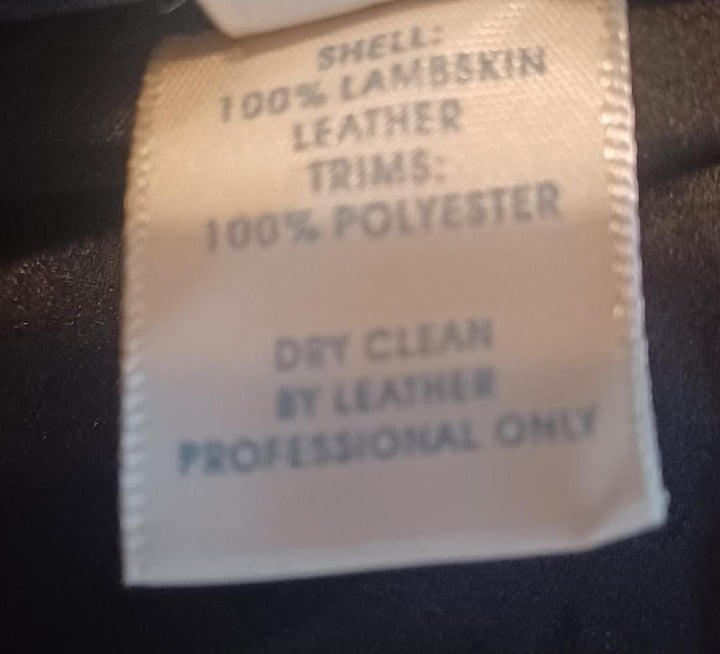 SHELL:
100% LAMBSKIN
LEATHER
TRIMS:
100% POLYESTER
DRY CLEAN
BY LEATHER
PROFESSIONAL ONLY